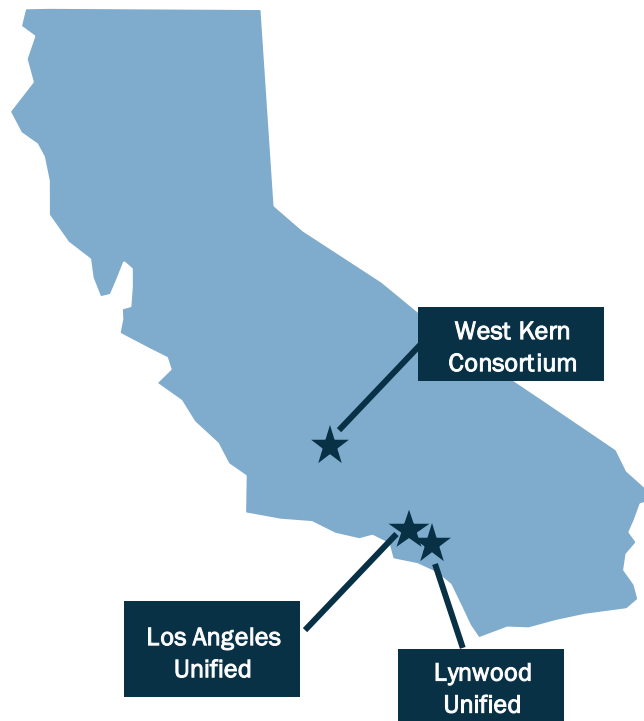 West Kern
Consortium
Los Angeles
Unified
Lynwood
Unified